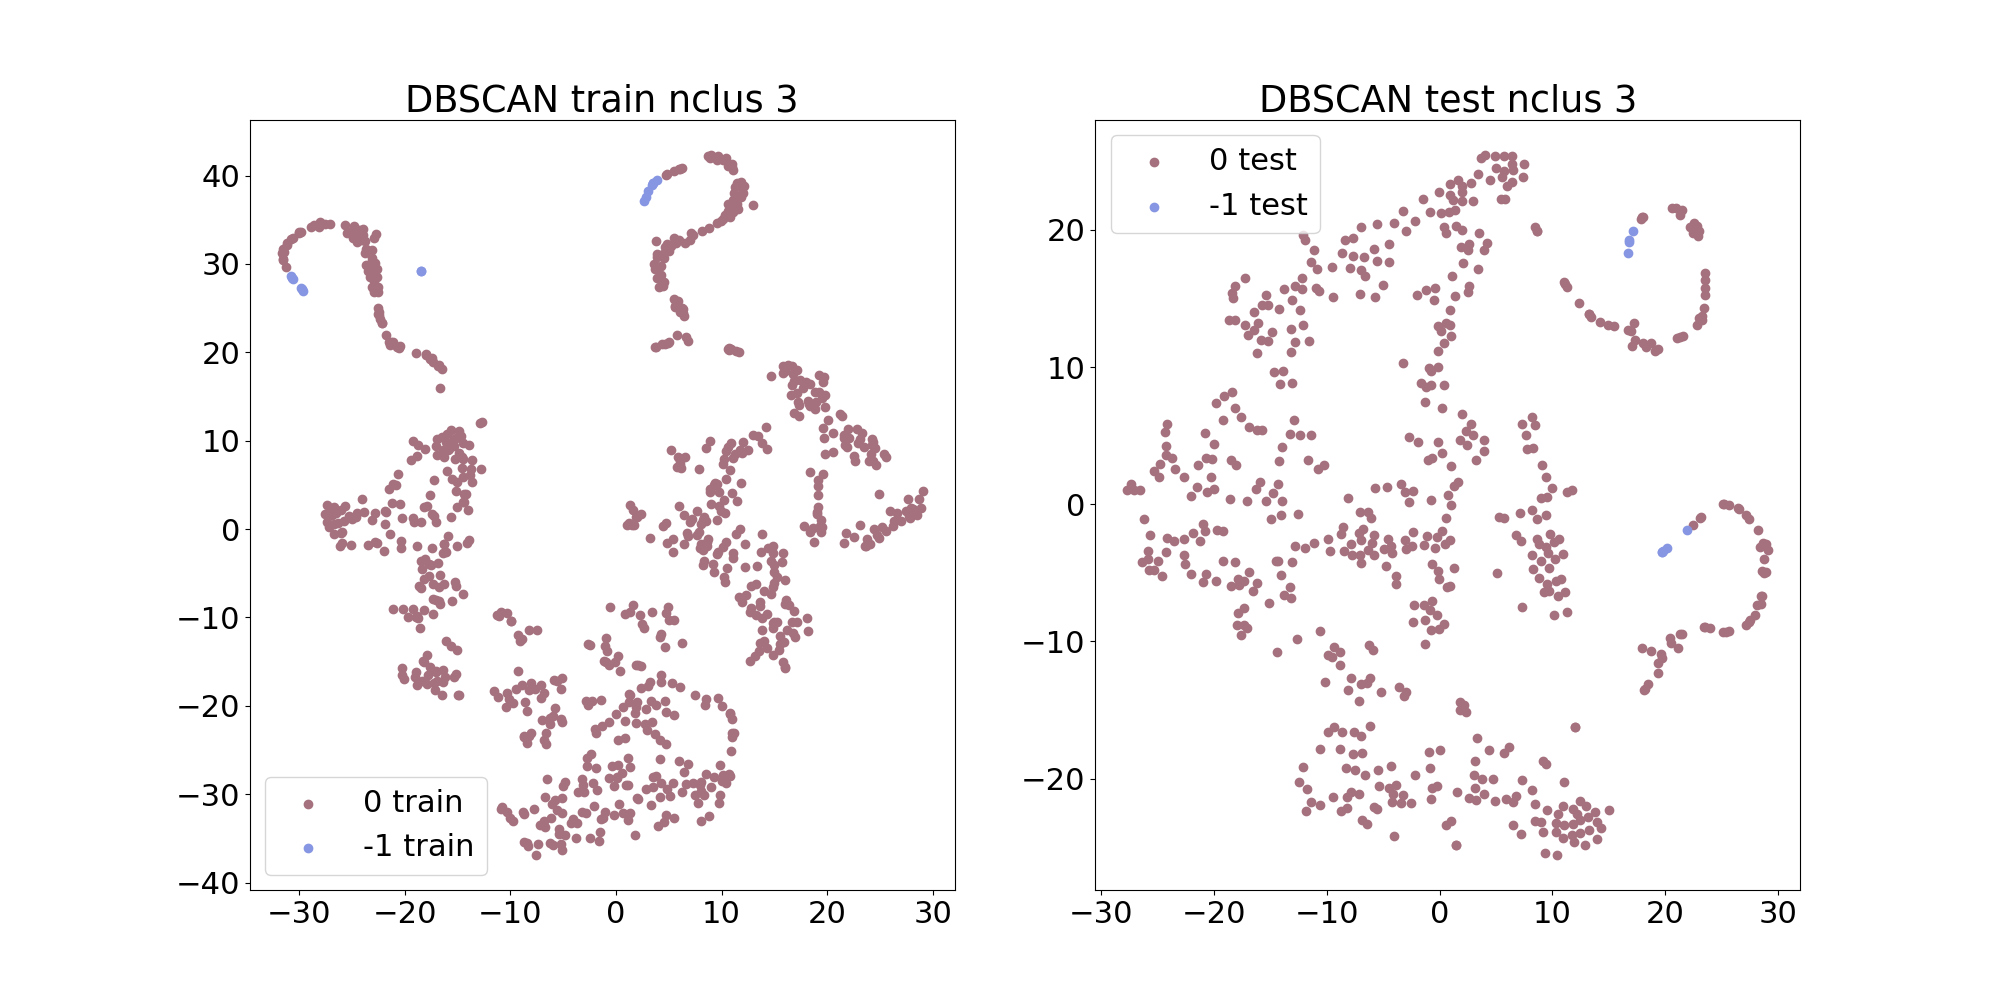 DBSCAN train nclus 3
40
30
20
10
0
−10
−20
−30
−40
−30 −20 −10 0 10 20 30
0 train
-1 train
DBSCAN test nclus 3
20
10
0
−10
−20
−30 −20 −10 0 10 20 30
0 test
-1 test